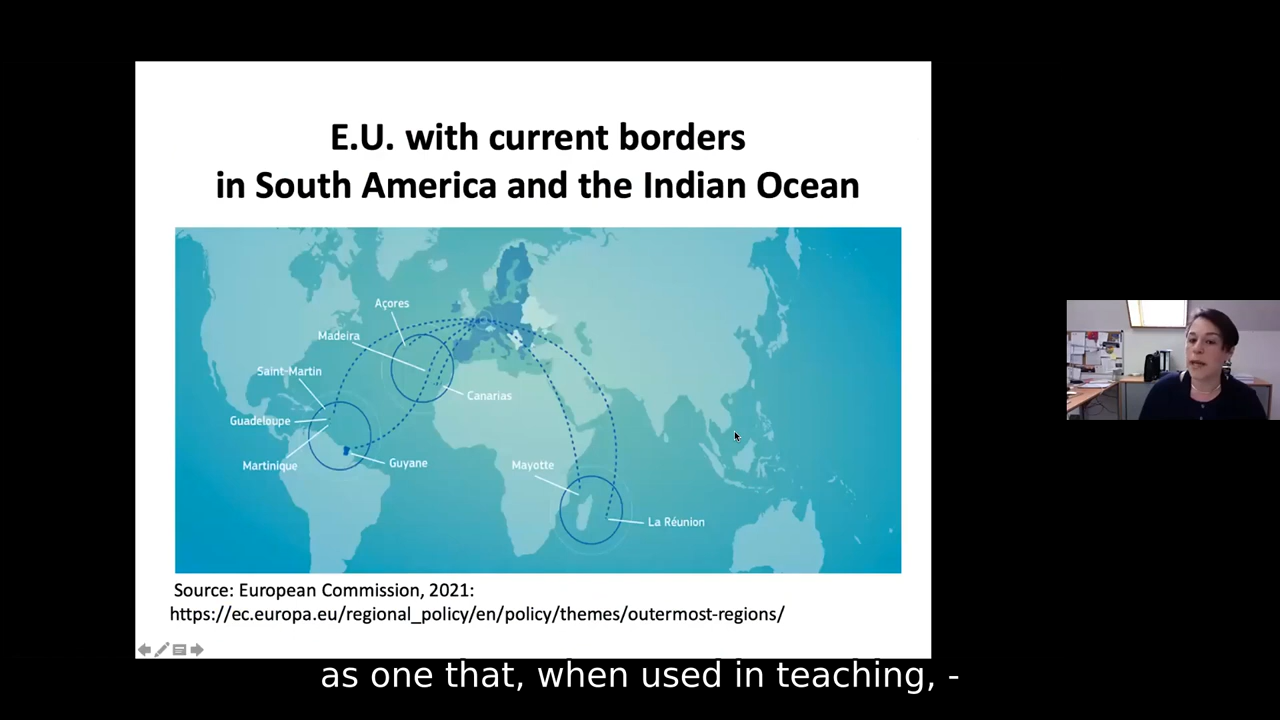 E.U. with current borders
in South America and the Indian Ocean
Açores
Madeira
Saint-Martin
Canarias
Guadeloupe
Martinique
Guyane
Mayotte
La Réunion
Source: European Commission, 2021:
https://ec.europa.eu/regional_policy/en/policy/themes/outermost-regions/
as one that, when used in teaching, -